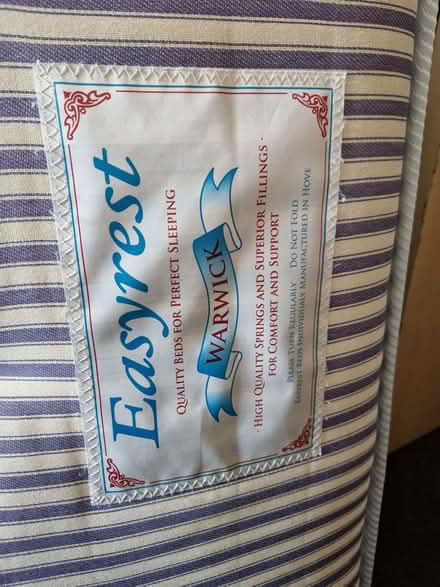 Easyrest
QUALITY BEDS FOR PERFECT SLEEPING
WARWICK
· HIGH QUALITY SPRINGS AND SUPERIOR FILLINGS ·
FOR COMFORT AND SUPPORT
PLEASE TURN REGULARLY DO NOT FOLD
EASYREST BEDS INDIVIDUALLY MANUFACTURED IN HOVE